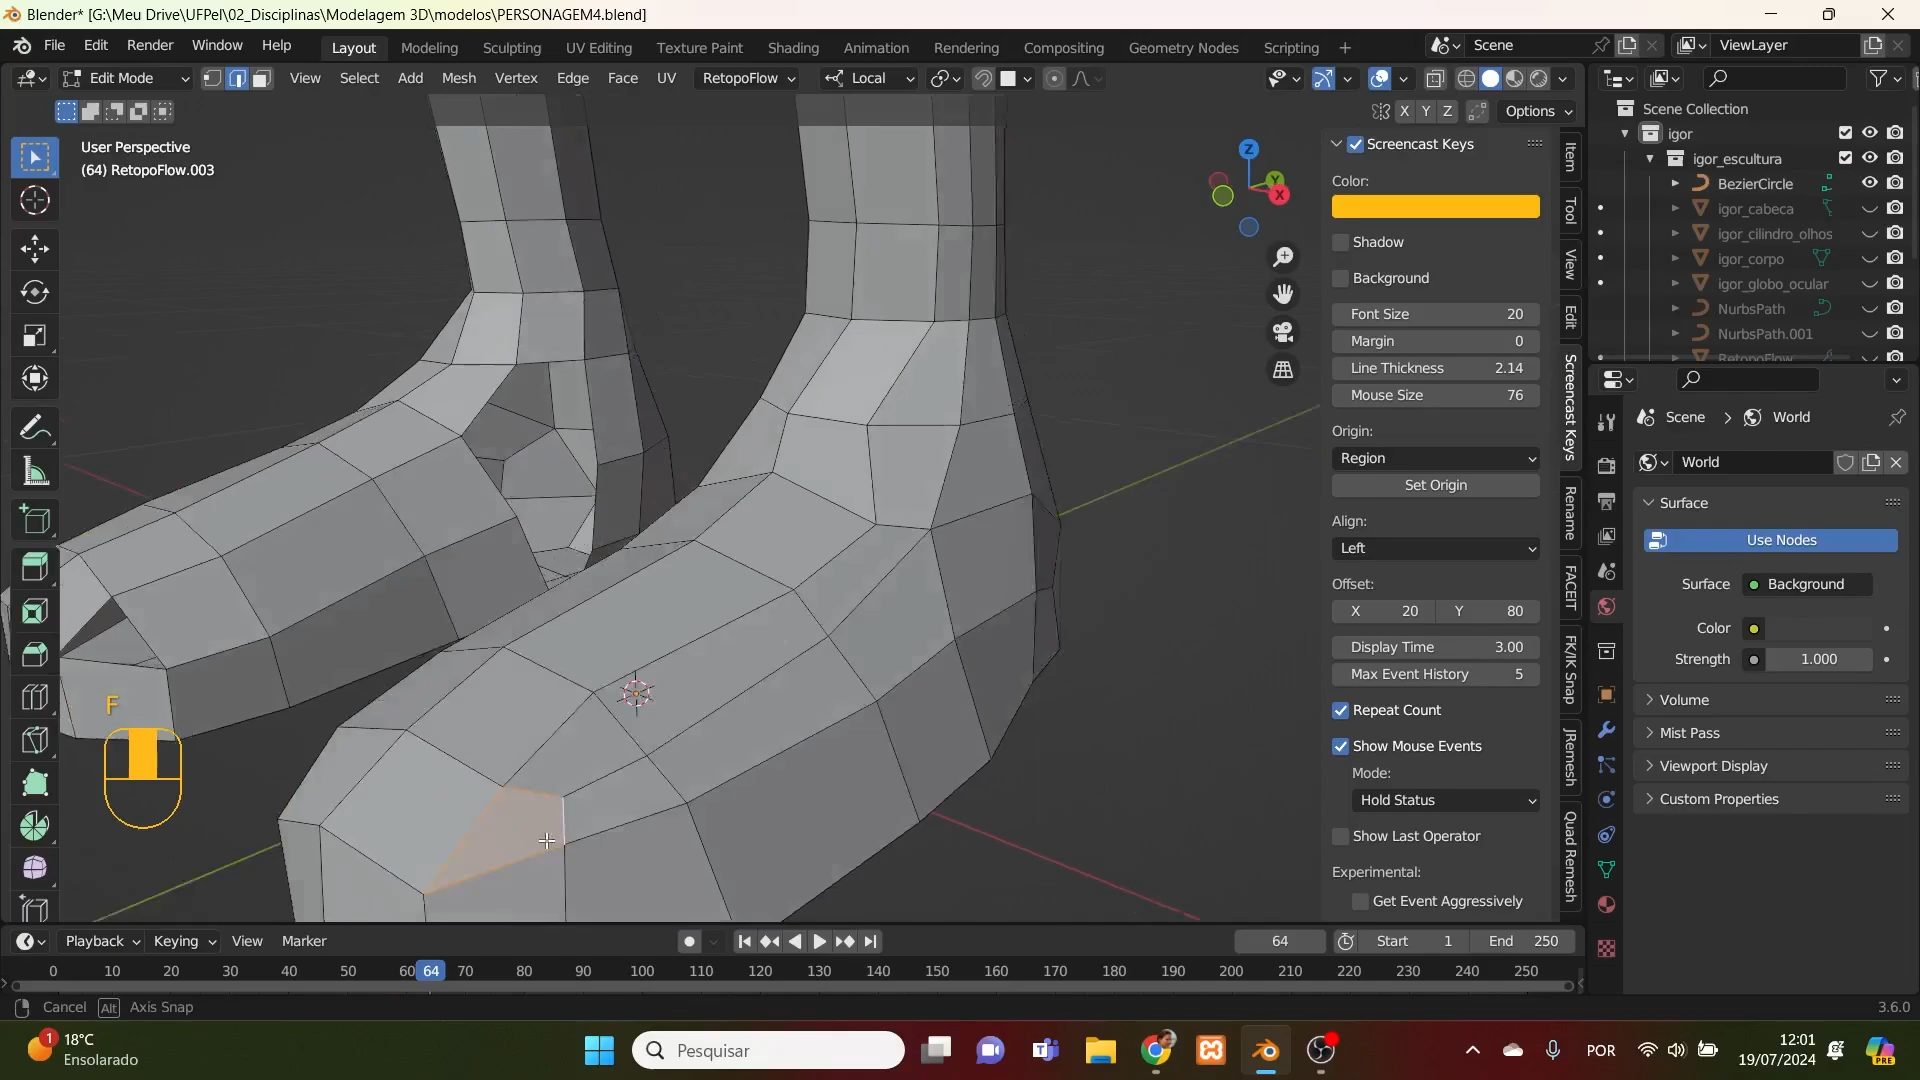 Blender* [G:\Meu Drive\UFPel\02_Disciplinas\Modelagem 3D\modelos\PERSONAGEM4.blend]
File Edit Render Window Help Layout Modeling Sculpting UV Editing Texture Paint Shading Animation Rendering Compositing Geometry Nodes Scripting + Scene ViewLayer
Edit Mode View Select Add Mesh Vertex Edge Face UV RetopoFlow Local
X Y Z Options
User Perspective
(64) RetopoFlow.003
Z
Y
X
F
Screencast Keys
Color:
Shadow
Background
Font Size 20
Margin 0
Line Thickness 2.14
Mouse Size 76
Origin:
Region
Set Origin
Align:
Left
Offset:
X 20 Y 80
Display Time 3.00
Max Event History 5
Repeat Count
Show Mouse Events
Mode:
Hold Status
Show Last Operator
Experimental:
Get Event Aggressively
Item
Tool
View
Edit
Screencast Keys
Rename
FACEIT
FK/IK Snap
JRemesh
Quad Remesh
Scene Collection
igor
igor_escultura
BezierCircle
igor_cabeca
igor_cilindro_olhos
igor_corpo
igor_globo_ocular
NurbsPath
NurbsPath.001
RetopoFlow
Scene World
World
Surface
Use Nodes
Surface Background
Color
Strength 1.000
Volume
Mist Pass
Viewport Display
Custom Properties
Playback Keying View Marker 64 Start 1 End 250
0 10 20 30 40 50 60 64 70 80 90 100 110 120 130 140 150 160 170 180 190 200 210 220 230 240 250
Cancel Alt Axis Snap 3.6.0
1 18°C
Ensolarado
Pesquisar
POR
12:01
19/07/2024
PRE